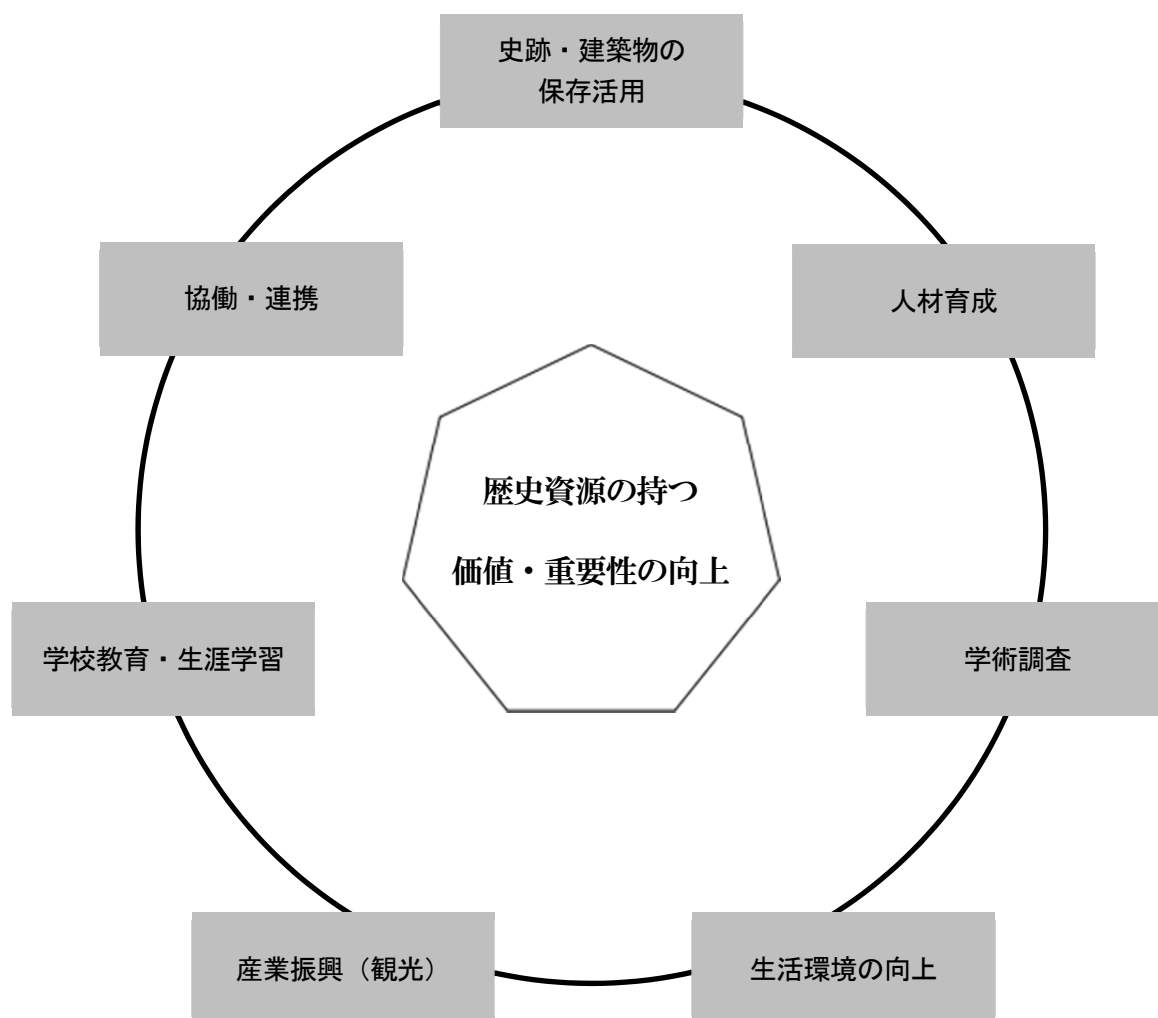 史跡・建築物の
保存活用
協働・連携
人材育成
歴史資源の持つ
価値・重要性の向上
学校教育・生涯学習
学術調査
産業振興（観光）
生活環境の向上